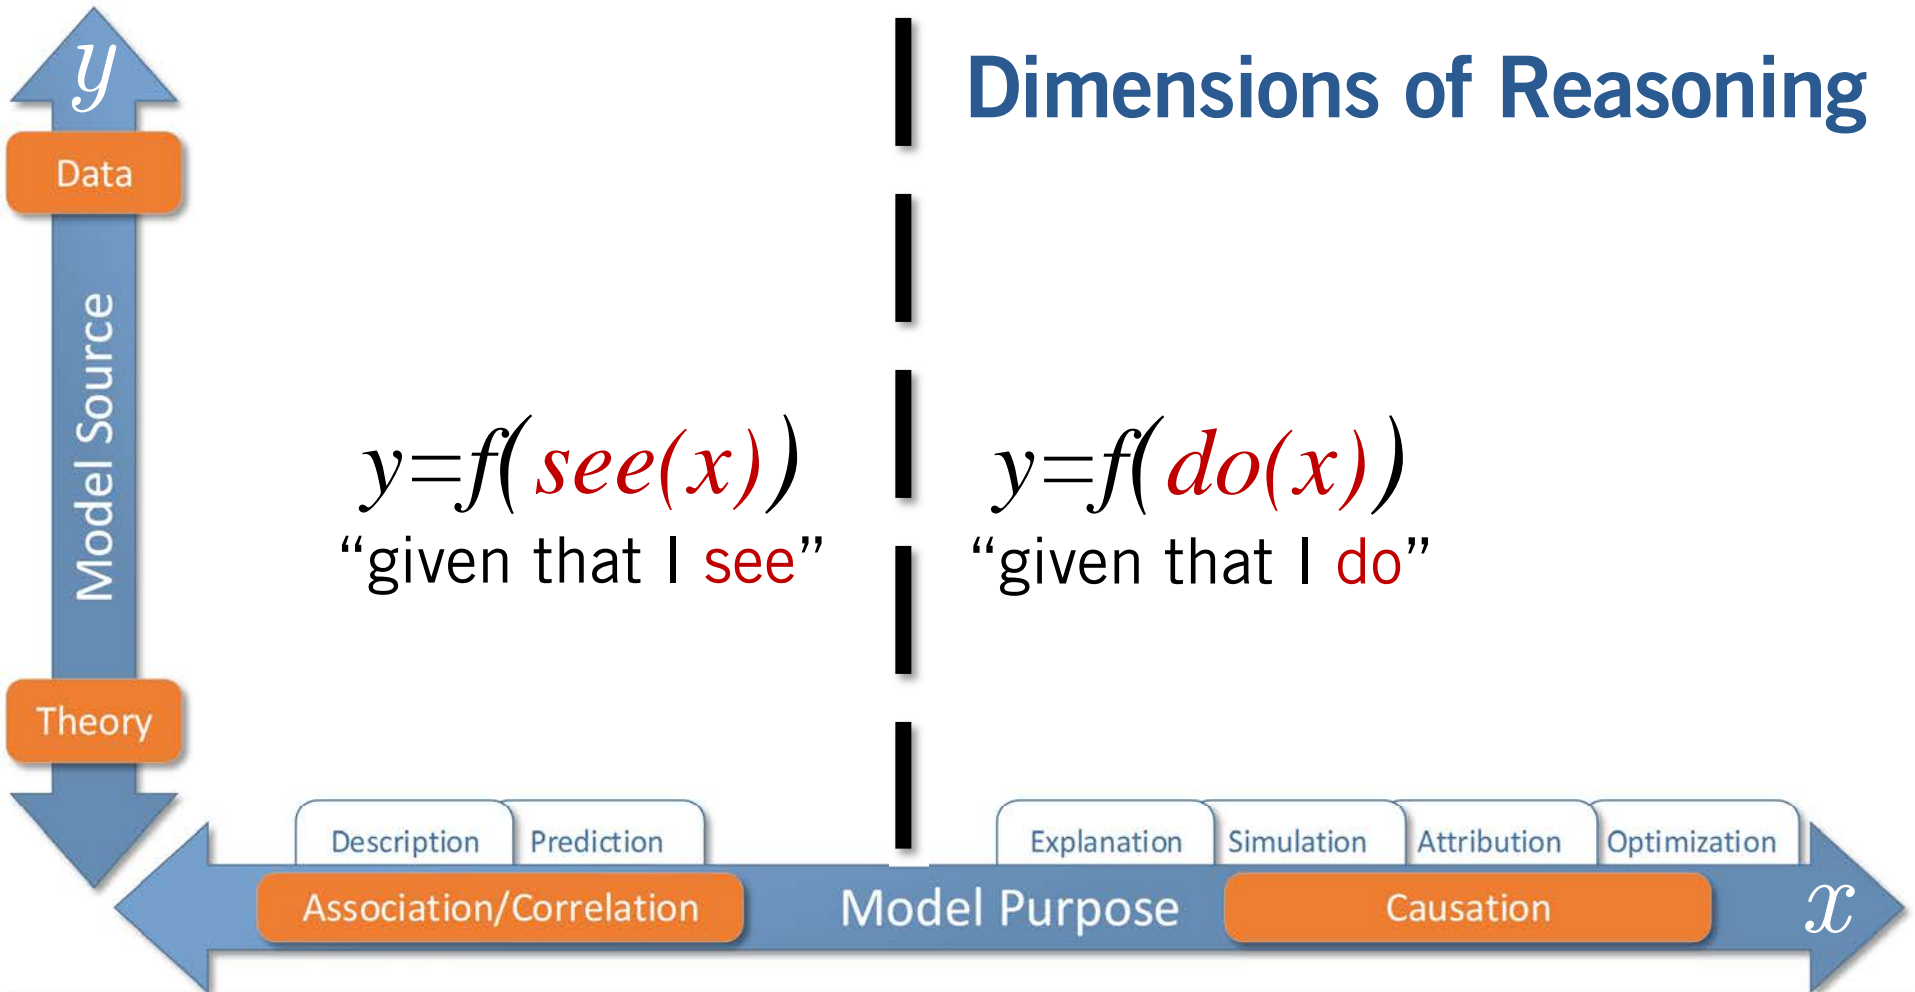 Dimensions of Reasoning
y
Data
Model Source
Theory
y=f(see(x))
“given that I see”
y=f(do(x))
“given that I do”
Description
Prediction
Explanation
Simulation
Attribution
Optimization
Association/Correlation
Model Purpose
Causation
x